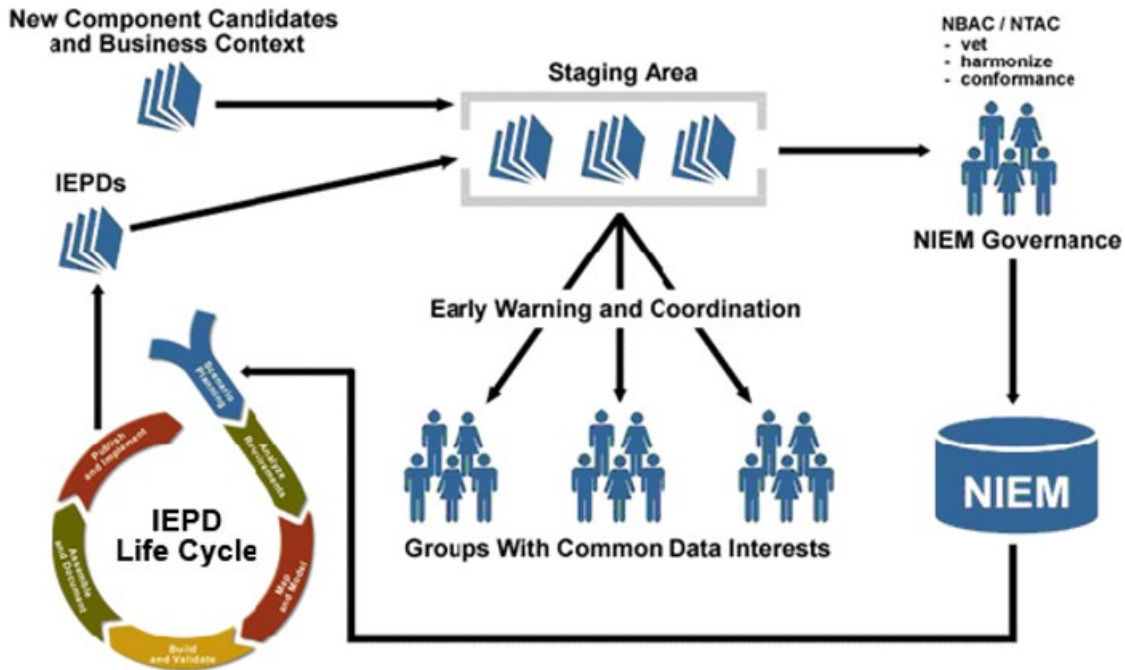 New Component Candidates
and Business Context
NBAC / NTAC
- vet
- harmonize
- conformance
Staging Area
IEPDs
NIEM Governance
Early Warning and Coordination
Scenario
Planning
Analyze
Requirements
Publish
and Implement
NIEM
IEPD
Life Cycle
Groups With Common Data Interests
Assemble
and Document
Map
and Model
Build
and Validate